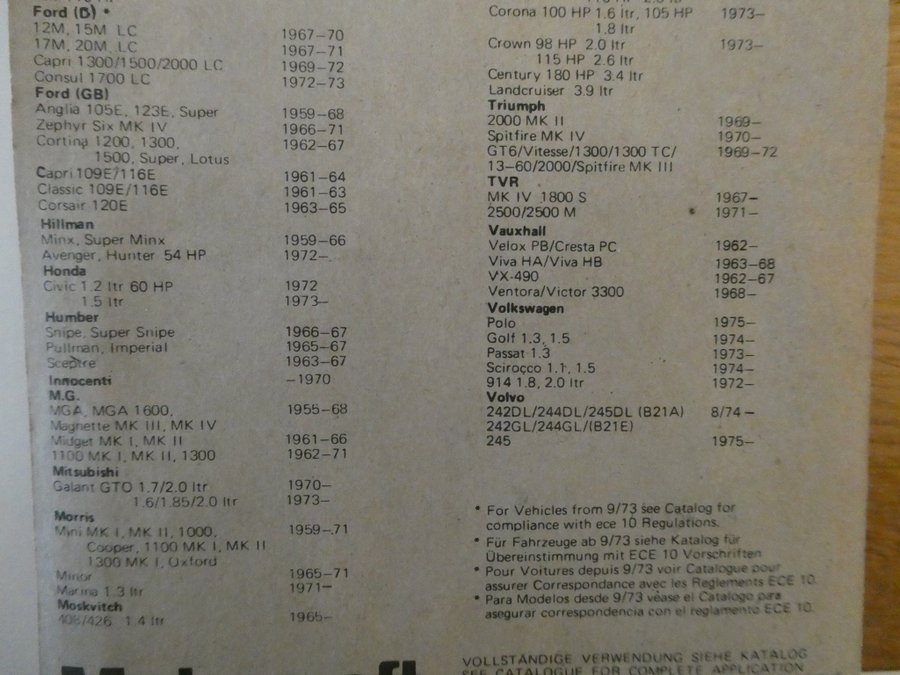 Ford (D) *
12M, 15M LC 1967-70
17M, 20M, LC 1967-71
Capri 1300/1500/2000 LC 1969-72
Consul 1700 LC 1972-73
Ford (GB)
Anglia 105E, 123E, Super 1959-68
Zephyr Six MK IV 1966-71
Cortina 1200, 1300, 1962-67
1500, Super, Lotus
Capri 109E/116E 1961-64
Classic 109E/116E 1961-63
Corsair 120E 1963-65
Hillman
Minx, Super Minx 1959-66
Avenger, Hunter 54 HP 1972-
Honda
Civic 1.2 ltr 60 HP 1972
1.5 ltr 1973-
Humber
Snipe, Super Snipe 1966-67
Pullman, Imperial 1965-67
Sceptre 1963-67
Innocenti -1970
M.G.
MGA, MGA 1600, 1955-68
Magnette MK III, MK IV
Midget MK I, MK II 1961-66
1100 MK I, MK II, 1300 1962-71
Mitsubishi
Galant GTO 1.7/2.0 ltr 1970-
1.6/1.85/2.0 ltr 1973-
Morris
Mini MK I, MK II, 1000, 1959-71
Cooper, 1100 MK I, MK II
1300 MK I, Oxford
Minor 1965-71
Marina 1.3 ltr 1971-
Moskvitch
408/426 1.4 ltr 1965-
Corona 100 HP 1.6 ltr, 105 HP 1973-
1.8 ltr
Crown 98 HP 2.0 ltr 1973-
115 HP 2.6 ltr
Century 180 HP 3.4 ltr
Landcruiser 3.9 ltr
Triumph
2000 MK II 1969-
Spitfire MK IV 1970-
GT6/Vitesse/1300/1300 TC/ 1969-72
13-60/2000/Spitfire MK III
TVR
MK IV 1800 S 1967-
2500/2500 M 1971-
Vauxhall
Velox PB/Cresta PC 1962-
Viva HA/Viva HB 1963-68
VX-490 1962-67
Ventora/Victor 3300 1968-
Volkswagen
Polo 1975-
Golf 1.3, 1.5 1974-
Passat 1.3 1973-
Scirocco 1.1, 1.5 1974-
914 1.8, 2.0 ltr 1972-
Volvo
242DL/244DL/245DL (B21A) 8/74 -
242GL/244GL/(B21E)
245 1975-
* For Vehicles from 9/73 see Catalog for
compliance with ece 10 Regulations.
* Für Fahrzeuge ab 9/73 siehe Katalog für
Übereinstimmung mit ECE 10 Vorschriften
* Pour Voitures depuis 9/73 voir Catalogue pour
assurer Correspondance avec les Reglements ECE 10.
* Para Modelos desde 9/73 véase el Catalogo para
asegurar correspondencia con el reglamento ECE 10.
VOLLSTÄNDIGE VERWENDUNG SIEHE KATALOG
SEE CATALOGUE FOR COMPLETE APPLICATION